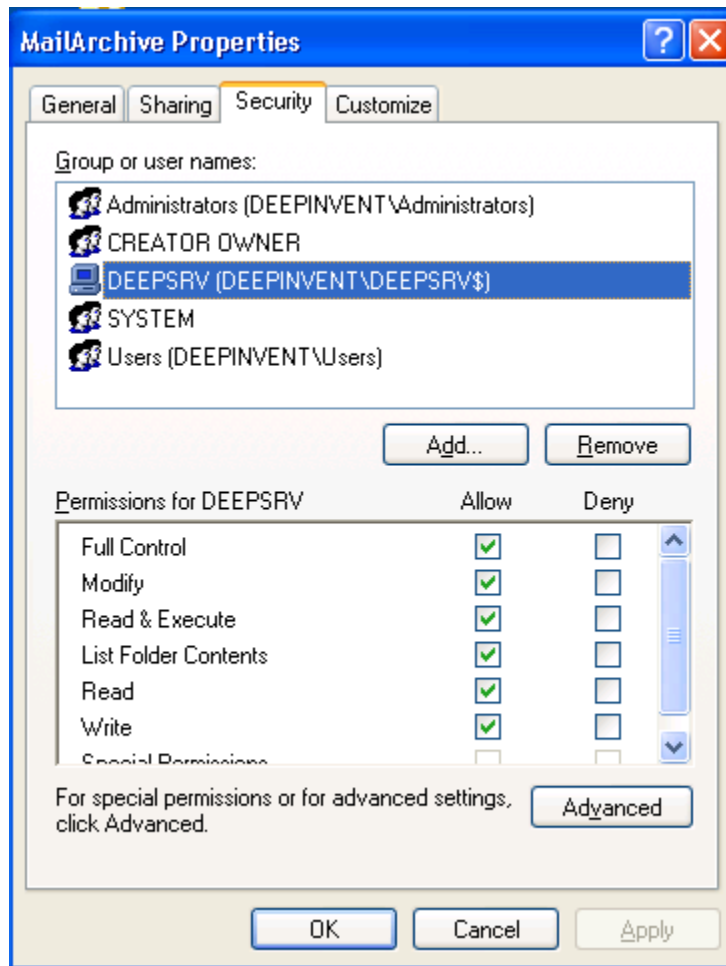 MailArchive Properties
General Sharing Security Customize
Group or user names:
Administrators (DEEPINVENT\Administrators)
CREATOR OWNER
DEEPSRV (DEEPINVENT\DEEPSRV$)
SYSTEM
Users (DEEPINVENT\Users)
Add... Remove
Permissions for DEEPSRV Allow Deny
Full Control
Modify
Read & Execute
List Folder Contents
Read
Write
Special Permissions
For special permissions or for advanced settings,
click Advanced.
Advanced
OK Cancel Apply